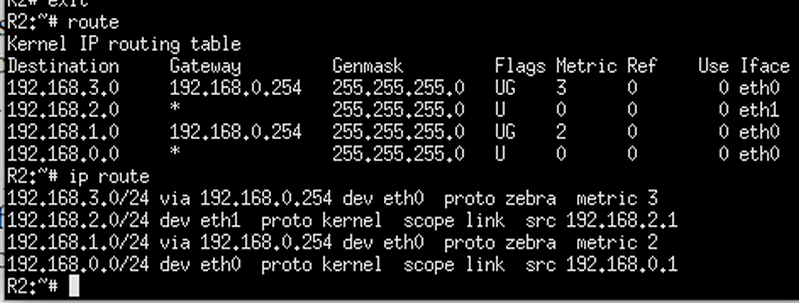 R2# exit
R2:~# route
Kernel IP routing table
Destination     Gateway         Genmask         Flags Metric Ref    Use Iface
192.168.3.0     192.168.0.254   255.255.255.0   UG    3      0        0 eth0
192.168.2.0     *               255.255.255.0   U     0      0        0 eth1
192.168.1.0     192.168.0.254   255.255.255.0   UG    2      0        0 eth0
192.168.0.0     *               255.255.255.0   U     0      0        0 eth0
R2:~# ip route
192.168.3.0/24 via 192.168.0.254 dev eth0  proto zebra  metric 3
192.168.2.0/24 dev eth1  proto kernel  scope link  src 192.168.2.1
192.168.1.0/24 via 192.168.0.254 dev eth0  proto zebra  metric 2
192.168.0.0/24 dev eth0  proto kernel  scope link  src 192.168.0.1
R2:~#